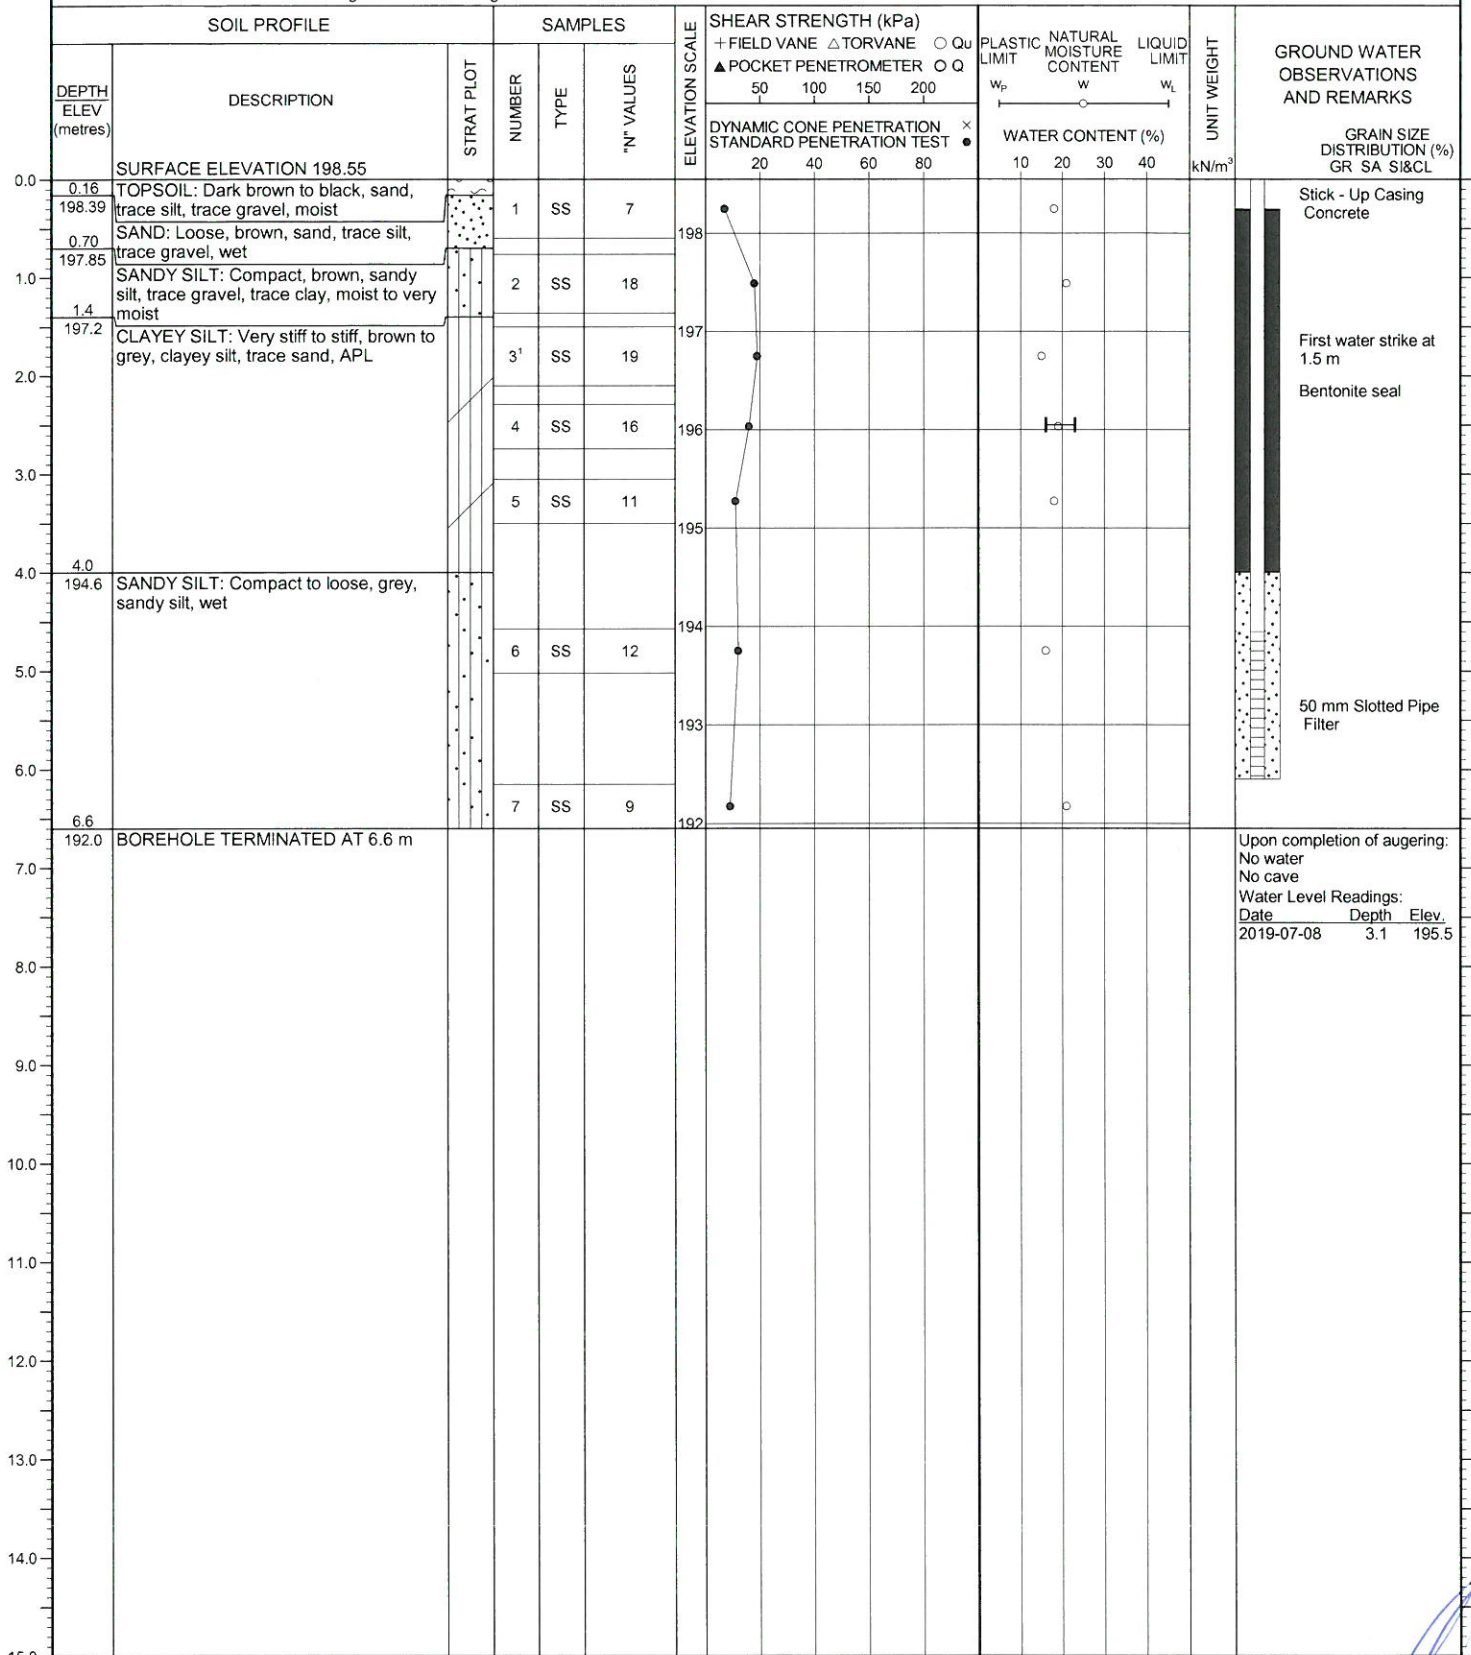 SOIL PROFILE
SAMPLES
DEPTH
ELEV
(metres)
DESCRIPTION
STRAT PLOT
NUMBER
TYPE
"N" VALUES
ELEVATION SCALE
SHEAR STRENGTH (kPa)
+ FIELD VANE △ TORVANE ○ Qu
▲ POCKET PENETROMETER O Q
50 100 150 200
DYNAMIC CONE PENETRATION ×
STANDARD PENETRATION TEST ●
20 40 60 80
PLASTIC LIMIT
NATURAL MOISTURE CONTENT
LIQUID LIMIT
WP W WL
WATER CONTENT (%)
10 20 30 40
UNIT WEIGHT
kN/m³
GROUND WATER
OBSERVATIONS
AND REMARKS
GRAIN SIZE
DISTRIBUTION (%)
GR SA SI&CL
SURFACE ELEVATION 198.55
0.0
0.16
198.39
TOPSOIL: Dark brown to black, sand,
trace silt, trace gravel, moist
1 SS 7
Stick - Up Casing
Concrete
0.70
197.85
SAND: Loose, brown, sand, trace silt,
trace gravel, wet
198
1.0
SANDY SILT: Compact, brown, sandy
silt, trace gravel, trace clay, moist to very
moist
2 SS 18
1.4
197.2
CLAYEY SILT: Very stiff to stiff, brown to
grey, clayey silt, trace sand, APL
197
3¹ SS 19
First water strike at
1.5 m
Bentonite seal
2.0
4 SS 16
196
3.0
5 SS 11
195
4.0
4.0
194.6
SANDY SILT: Compact to loose, grey,
sandy silt, wet
194
6 SS 12
5.0
193
50 mm Slotted Pipe
Filter
6.0
7 SS 9
192
6.6
192.0
BOREHOLE TERMINATED AT 6.6 m
Upon completion of augering:
No water
No cave
Water Level Readings:
Date Depth Elev.
2019-07-08 3.1 195.5
7.0
8.0
9.0
10.0
11.0
12.0
13.0
14.0